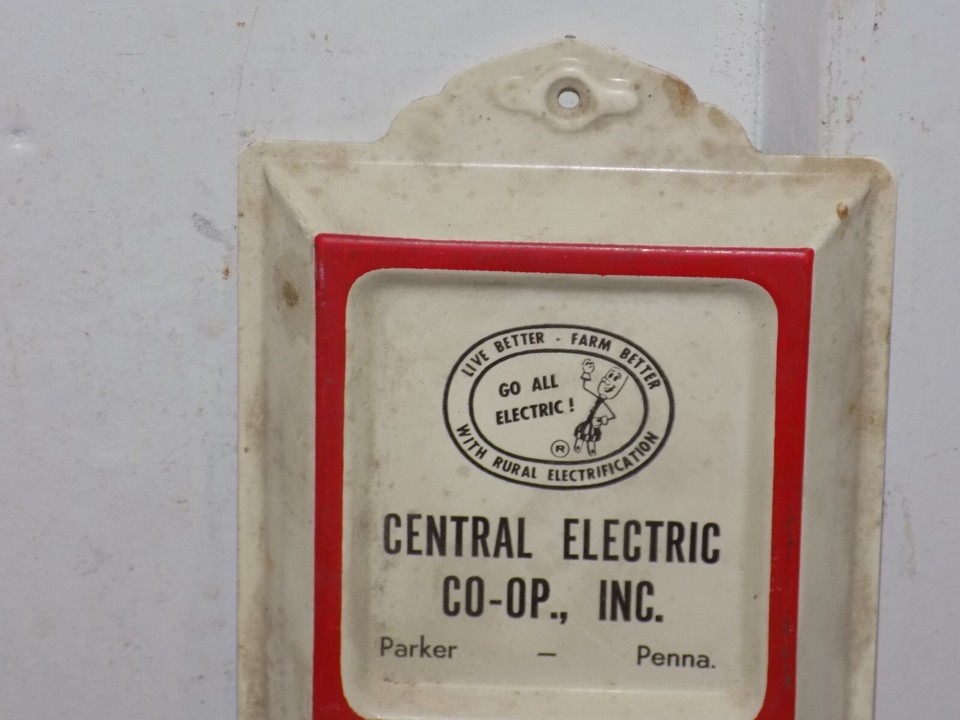 LIVE BETTER - FARM BETTER
GO ALL
ELECTRIC!
®
WITH RURAL ELECTRIFICATION
CENTRAL ELECTRIC
CO-OP., INC.
Parker — Penna.